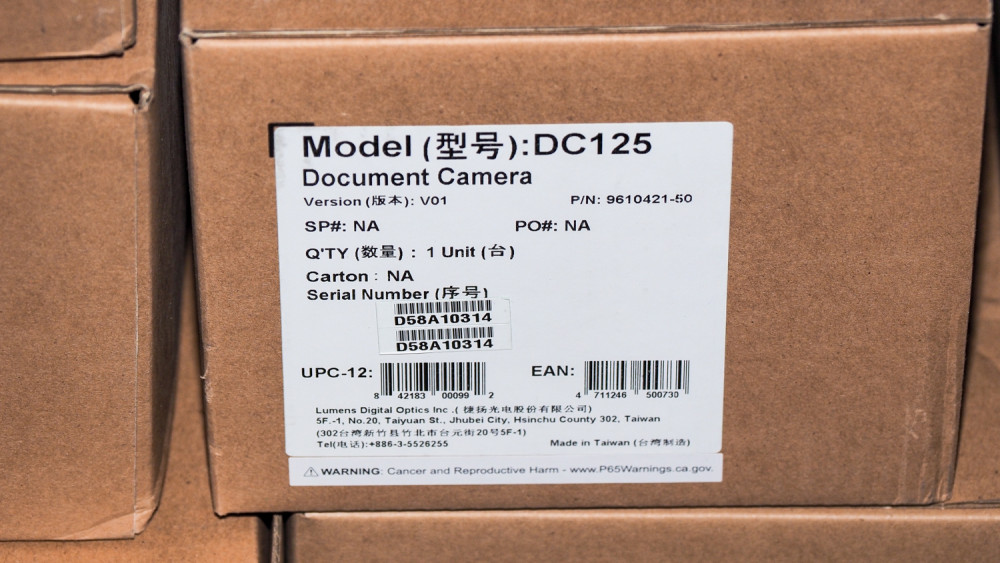 Model (型号):DC125
Document Camera
Version (版本): V01 P/N: 9610421-50
SP#: NA PO#: NA
Q'TY (数量) : 1 Unit (台)
Carton : NA
Serial Number (序号)
D58A10314
D58A10314
UPC-12: 8 42183 00099 2 EAN: 4 711246 500730
Lumens Digital Optics Inc .( 捷扬光电股份有限公司)
5F.-1, No.20, Taiyuan St., Jhubei City, Hsinchu County 302, Taiwan
(302台湾新竹县竹北市台元街20号5F-1)
Tel(电话):+886-3-5526255 Made in Taiwan (台湾制造)
⚠ WARNING: Cancer and Reproductive Harm - www.P65Warnings.ca.gov.